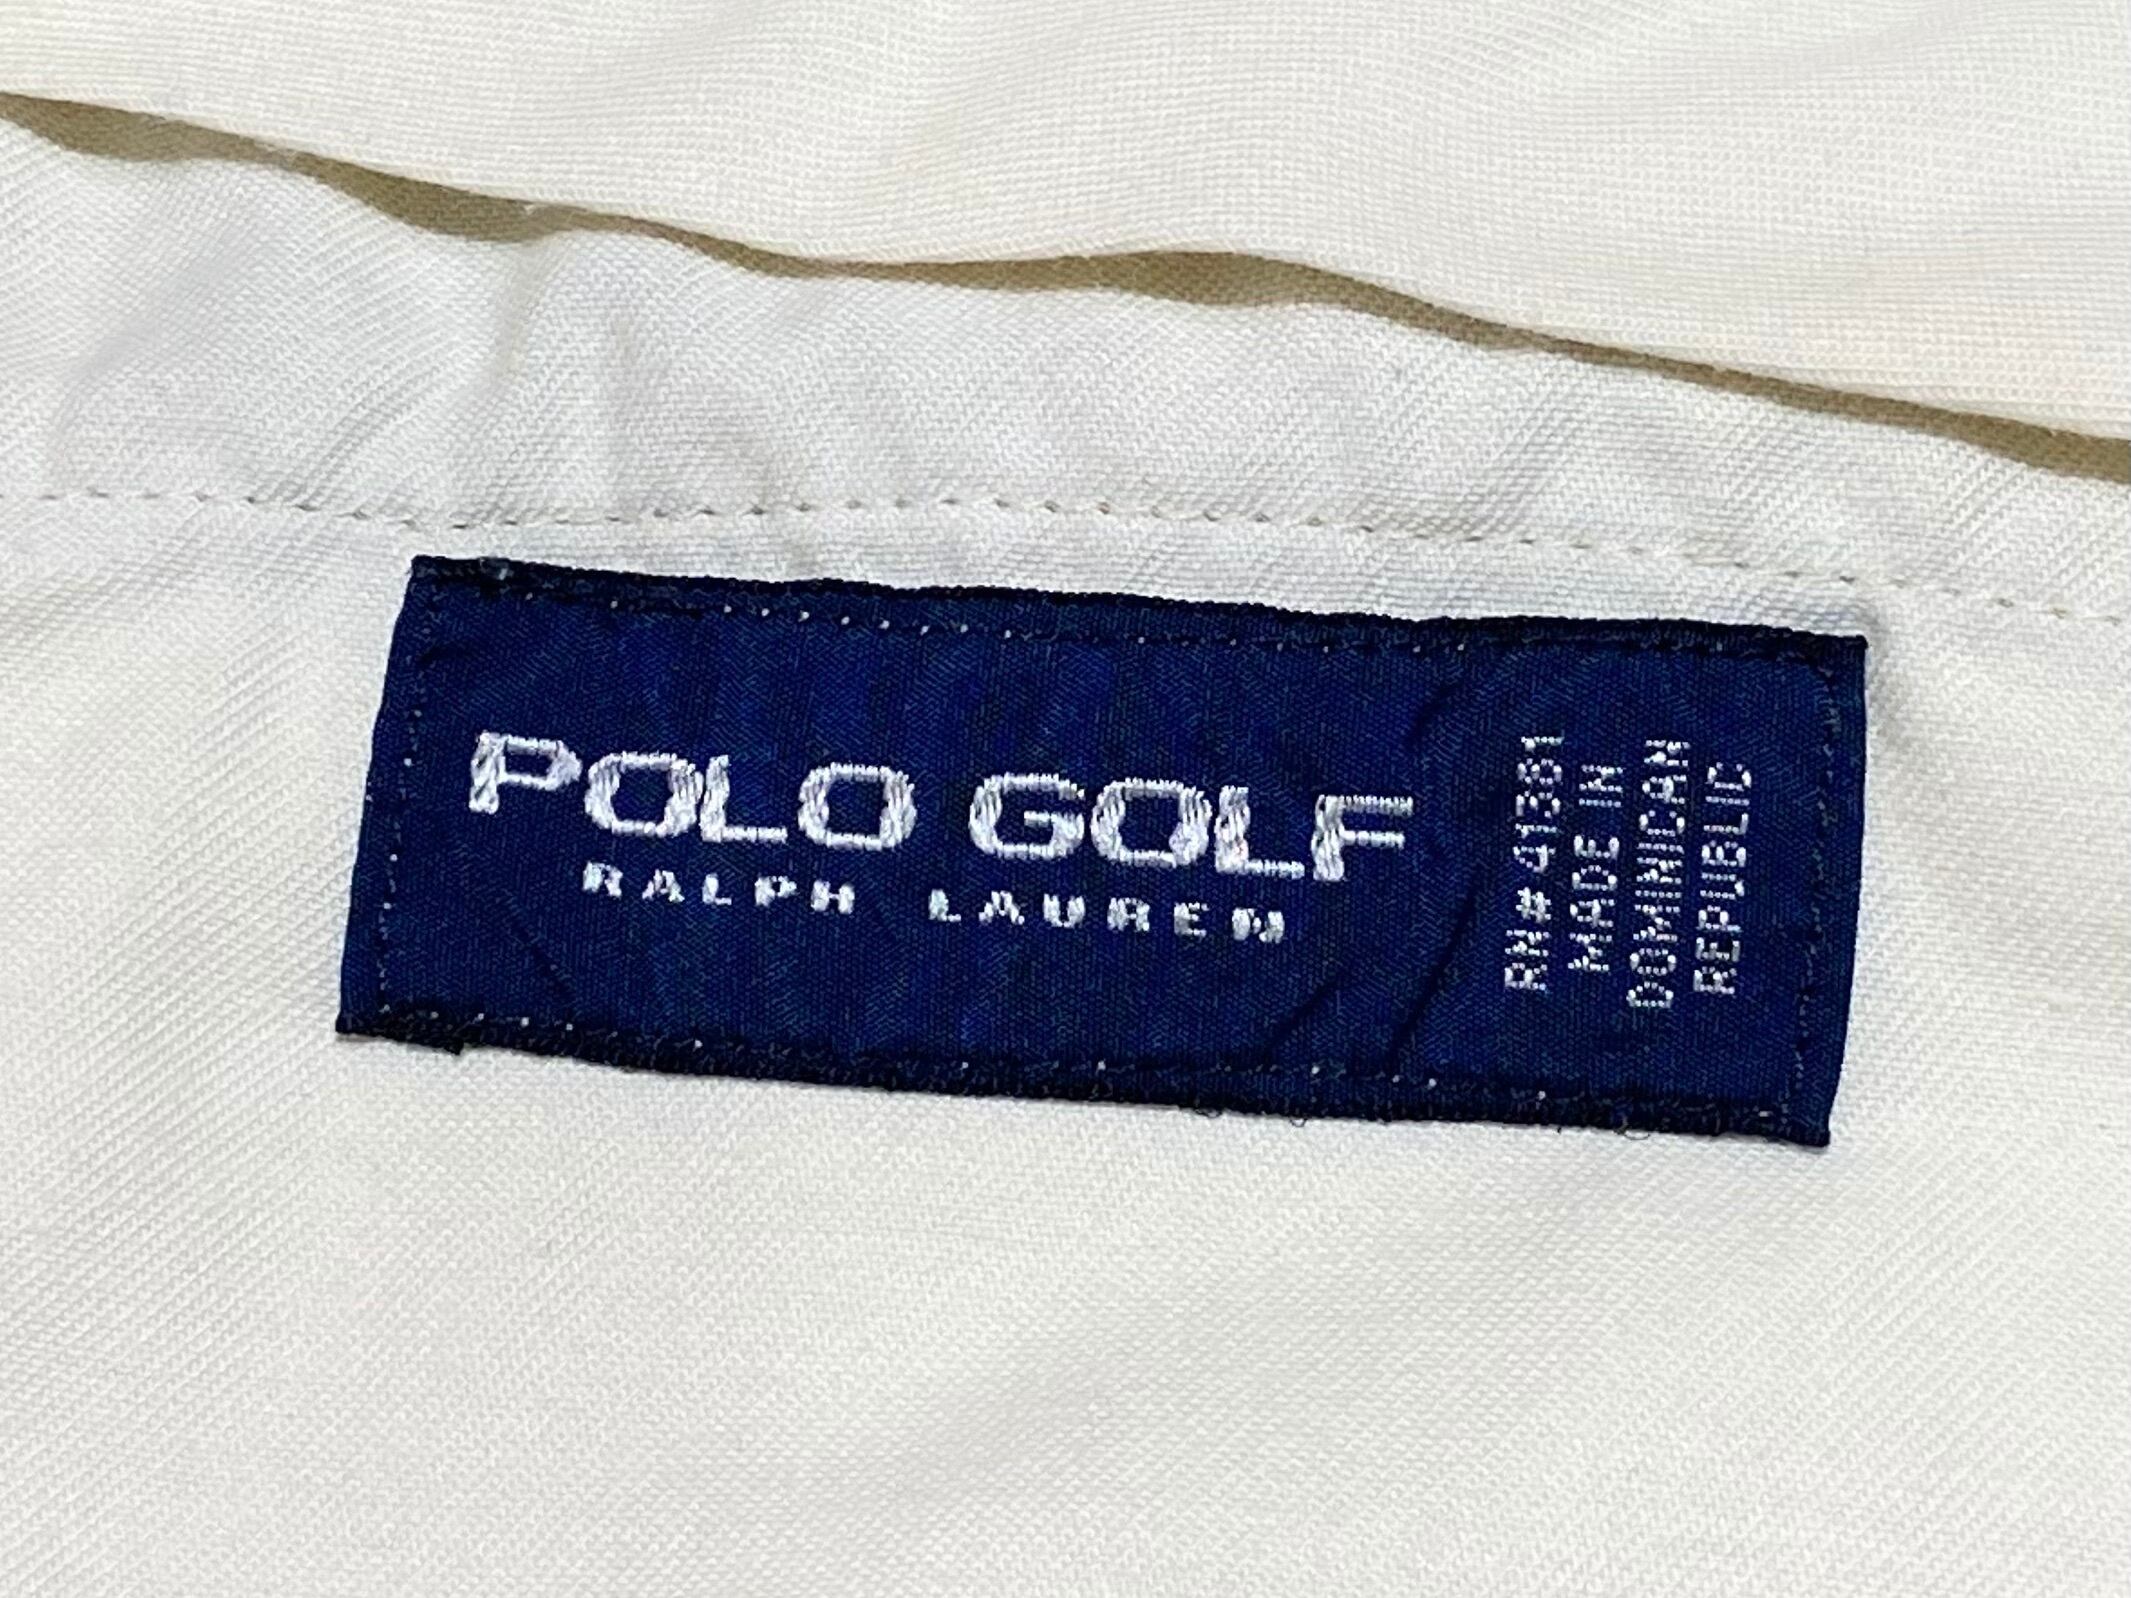 POLO GOLF
RALPH LAUREN
RN# 41381
MADE IN
DOMINICAN
REPUBLIC